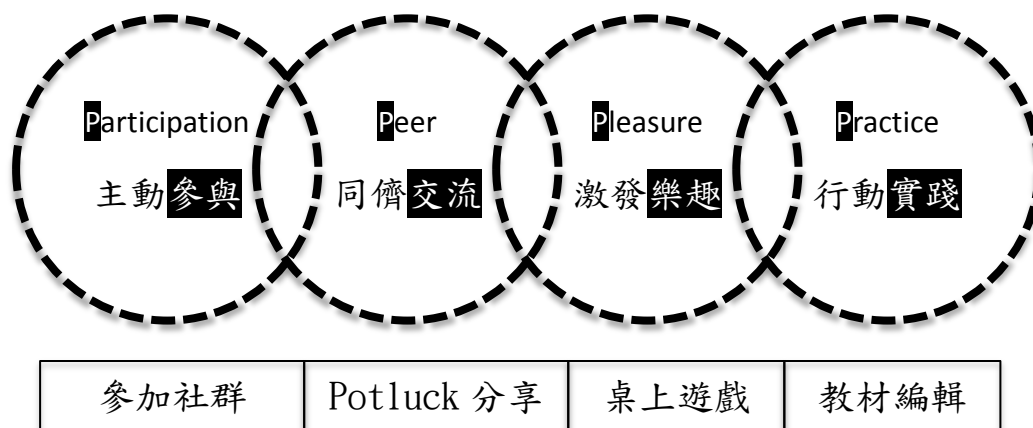 Participation
主動參與
Peer
同儕交流
Pleasure
激發樂趣
Practice
行動實踐
參加社群
Potluck 分享
桌上遊戲
教材編輯